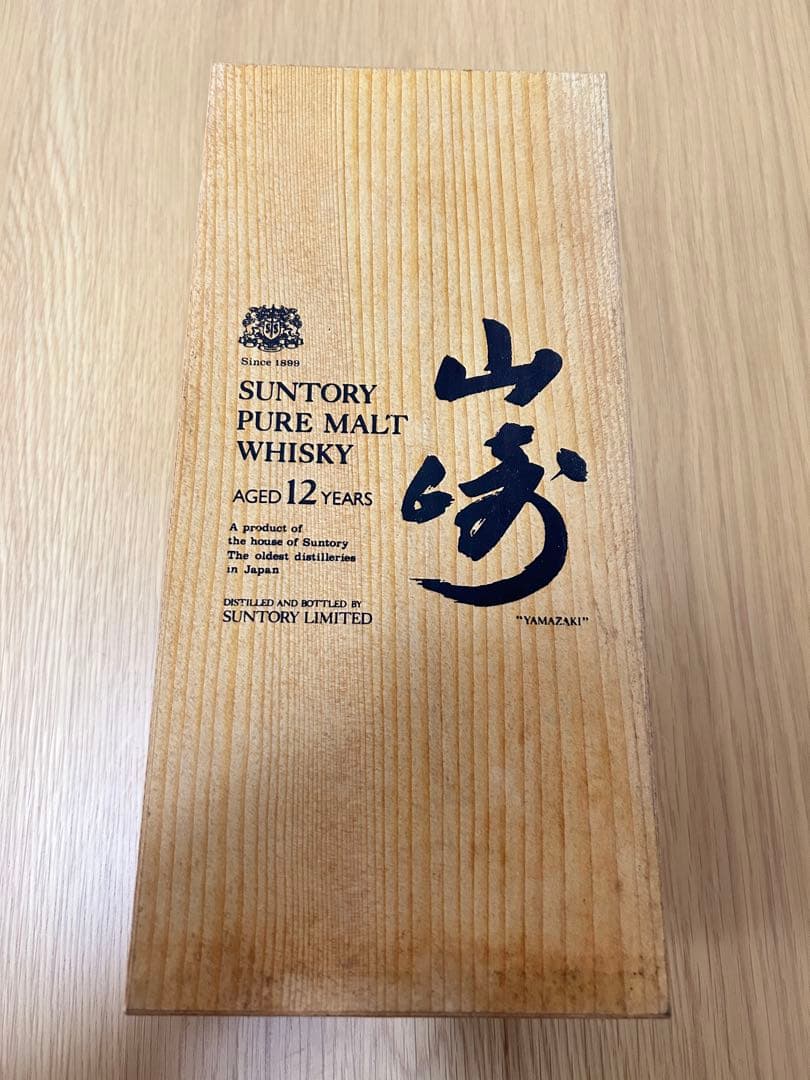 Since 1899
SUNTORY
PURE MALT
WHISKY
AGED 12 YEARS
A product of
the house of Suntory
The oldest distilleries
in Japan
DISTILLED AND BOTTLED BY
SUNTORY LIMITED
山崎
"YAMAZAKI"